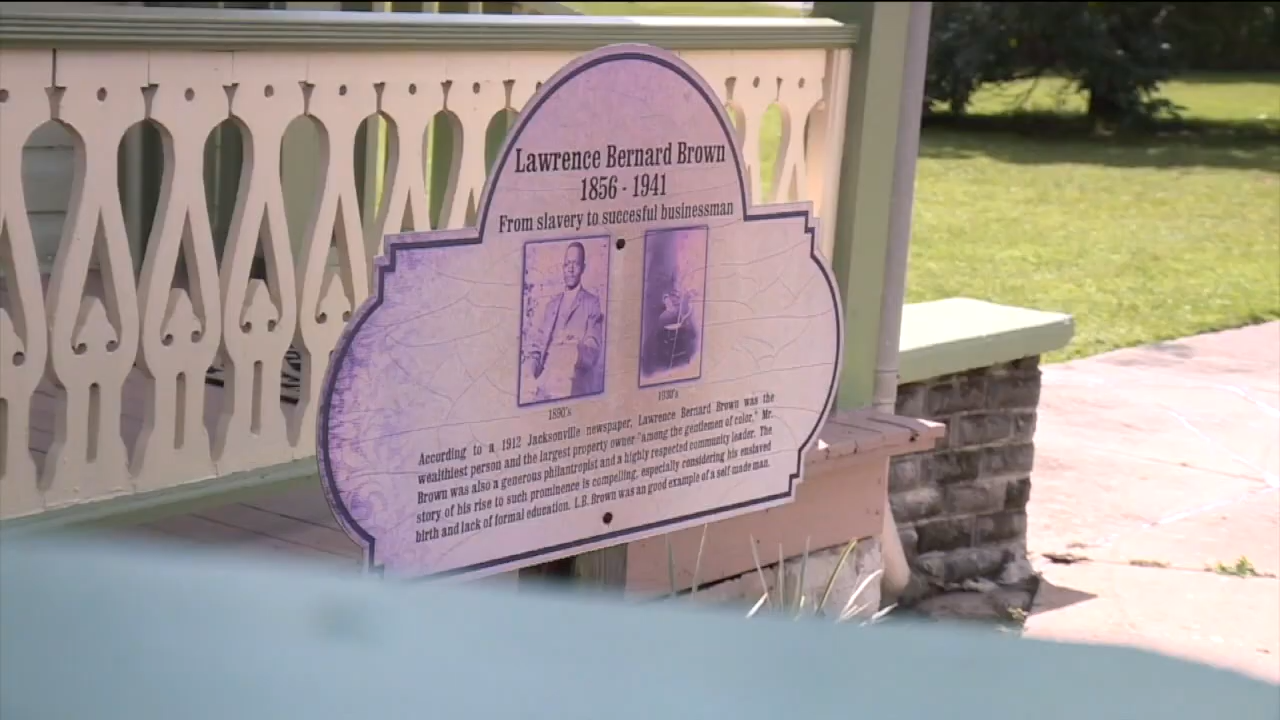 Lawrence Bernard Brown
1856 - 1941
From slavery to succesful businessman
1890's
1930's
According to a 1912 Jacksonville newspaper, Lawrence Bernard Brown was the
wealthiest person and the largest property owner "among the gentlemen of color." Mr.
Brown was also a generous philantropist and a highly respected community leader. The
story of his rise to such prominence is compelling, especially considering his enslaved
birth and lack of formal education. L.B. Brown was an good example of a self made man.